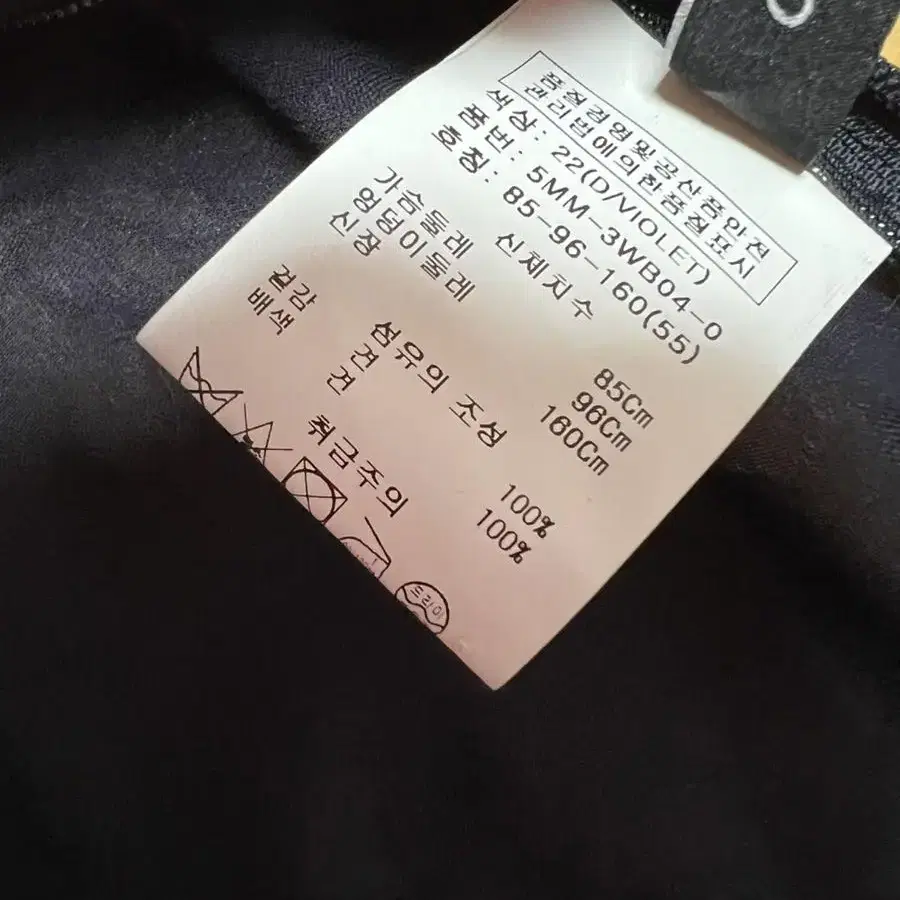 품질경영및공산품안전
관리법에의한품질표시
색상: 22(D/VIOLET)
품번: 5MM-3WB04-0
호칭: 85-96-160(55)
신체치수
가슴둘레 85Cm
엉덩이둘레 96Cm
신장 160Cm
섬유의 조성
겉감 견 100%
배색 견 100%
취급주의
드라이